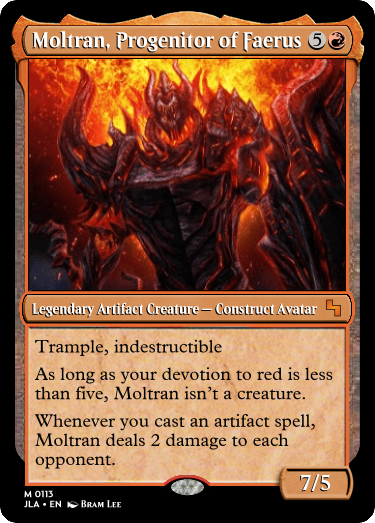 Moltran, Progenitor of Faerus 5
Legendary Artifact Creature — Construct Avatar
Trample, indestructible
As long as your devotion to red is less
than five, Moltran isn't a creature.
Whenever you cast an artifact spell,
Moltran deals 2 damage to each
opponent.
7/5
M 0113
JLA • EN Bram Lee